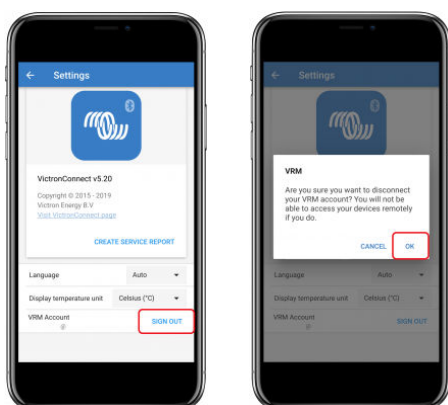 ← Settings
VictronConnect v5.20
Copyright © 2015 - 2019
Victron Energy B.V
Visit VictronConnect page
CREATE SERVICE REPORT
Language Auto
Display temperature unit Celsius (°C)
VRM Account SIGN OUT
@
← Settings
VRM
Are you sure you want to disconnect
your VRM account? You will not be
able to access your devices remotely
if you do.
CANCEL OK
Language Auto
Display temperature unit Celsius (°C)
VRM Account SIGN OUT
@